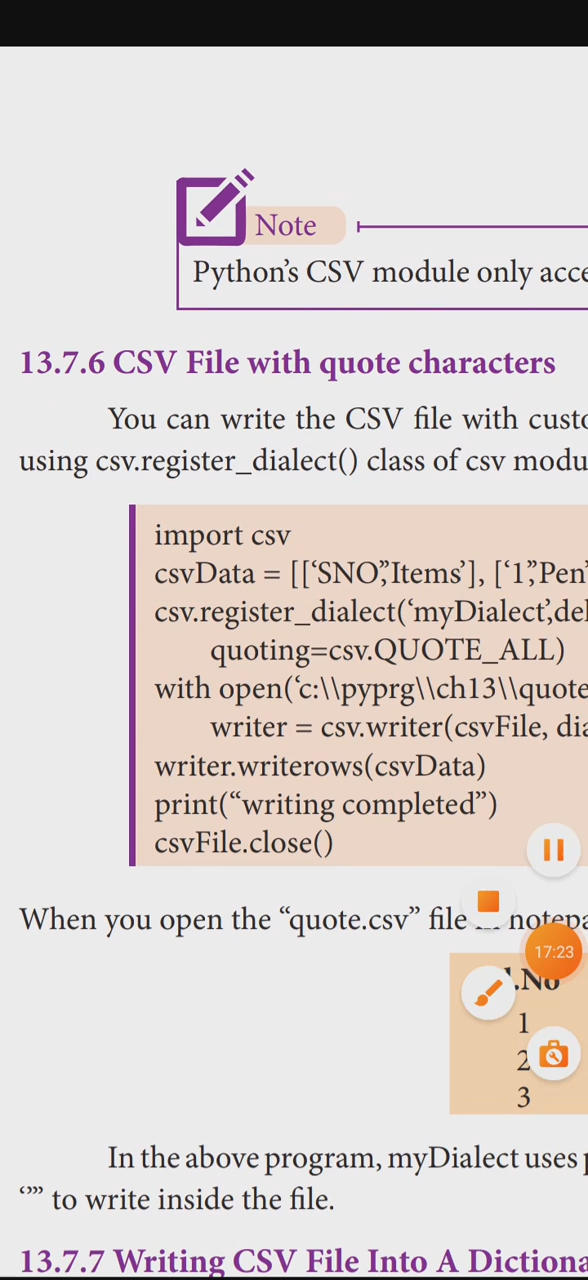 Note
Python's CSV module only acce
13.7.6 CSV File with quote characters
You can write the CSV file with custo
using csv.register_dialect() class of csv modu
import csv
csvData = [[‘SNO’,’Items’], [‘1’,’Pen’
csv.register_dialect(‘myDialect’,del
quoting=csv.QUOTE_ALL)
with open(‘c:\\pyprg\\ch13\\quote
writer = csv.writer(csvFile, dia
writer.writerows(csvData)
print(“writing completed”)
csvFile.close()
When you open the “quote.csv” file in notepa
17:23
.No
1
2
3
In the above program, myDialect uses p
‘”’ to write inside the file.
13.7.7 Writing CSV File Into A Dictiona